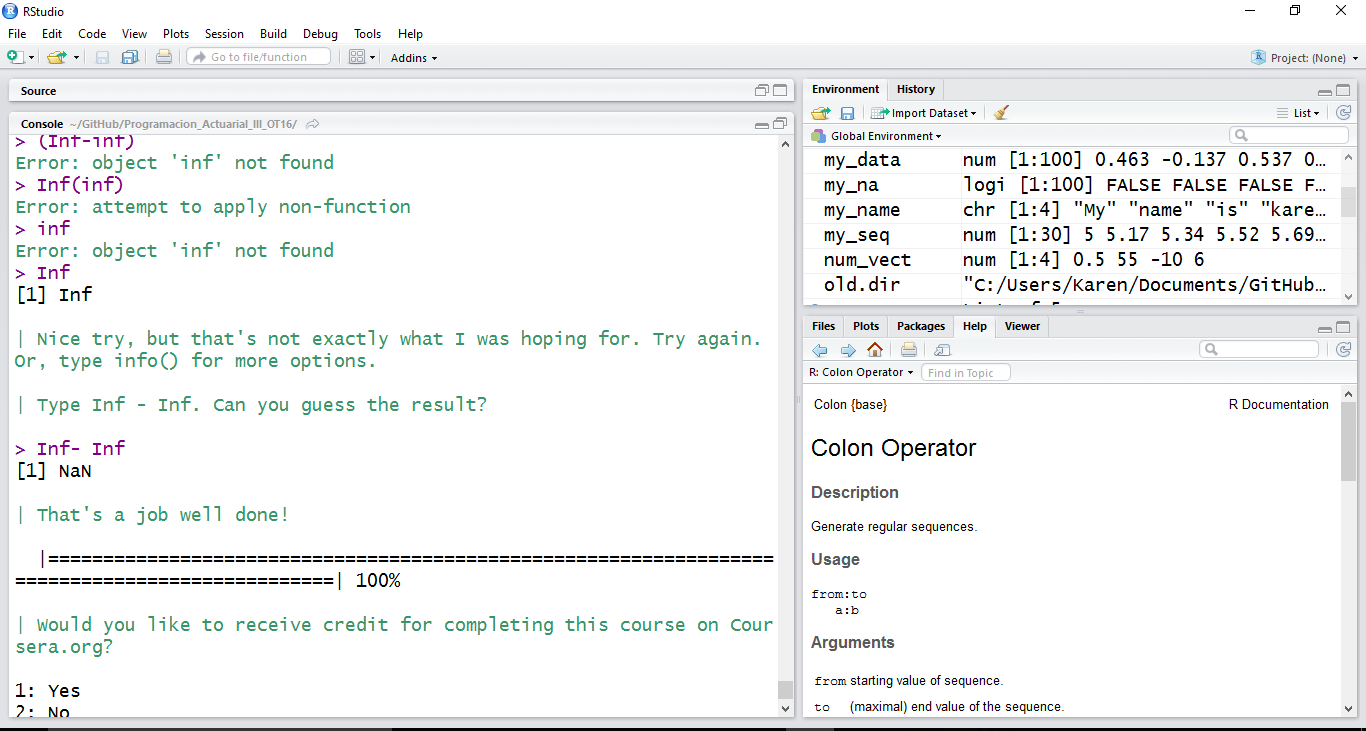 RStudio
File Edit Code View Plots Session Build Debug Tools Help
Go to file/function Addins Project: (None)
Source
Console ~/GitHub/Programacion_Actuarial_III_OT16/
> (Inf-inf)
Error: object 'inf' not found
> Inf(inf)
Error: attempt to apply non-function
> inf
Error: object 'inf' not found
> Inf
[1] Inf
| Nice try, but that's not exactly what I was hoping for. Try again.
Or, type info() for more options.
| Type Inf - Inf. Can you guess the result?
> Inf- Inf
[1] NaN
| That's a job well done!
|==================================================================
=============================| 100%
| Would you like to receive credit for completing this course on Cour
sera.org?
1: Yes
2: No
Environment History
Import Dataset List
Global Environment
my_data num [1:100] 0.463 -0.137 0.537 0...
my_na logi [1:100] FALSE FALSE FALSE F...
my_name chr [1:4] "My" "name" "is" "kare...
my_seq num [1:30] 5 5.17 5.34 5.52 5.69...
num_vect num [1:4] 0.5 55 -10 6
old.dir "C:/Users/Karen/Documents/GitHub...
Files Plots Packages Help Viewer
R: Colon Operator Find in Topic
Colon {base} R Documentation
Colon Operator
Description
Generate regular sequences.
Usage
from:to
a:b
Arguments
from starting value of sequence.
to (maximal) end value of the sequence.